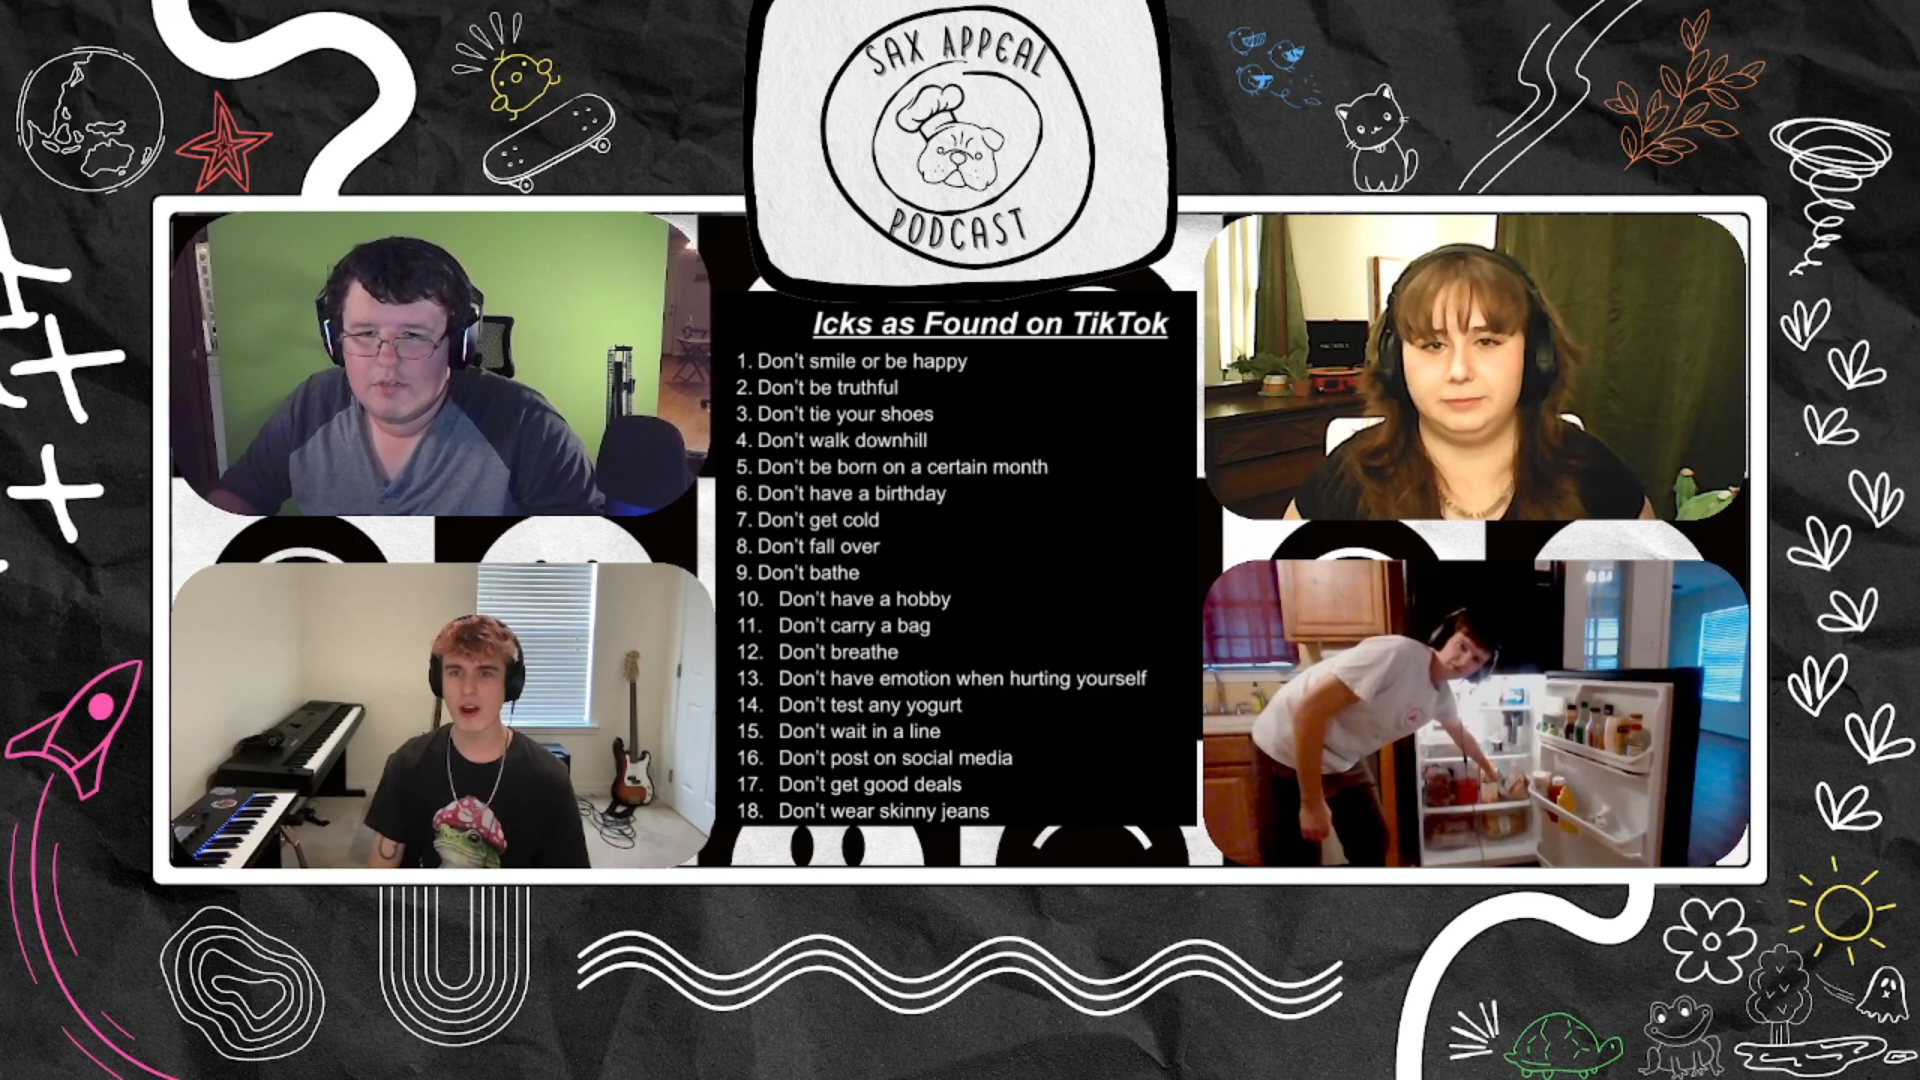 SAX APPEAL
PODCAST
Icks as Found on TikTok
1. Don't smile or be happy
2. Don't be truthful
3. Don't tie your shoes
4. Don't walk downhill
5. Don't be born on a certain month
6. Don't have a birthday
7. Don't get cold
8. Don't fall over
9. Don't bathe
10. Don't have a hobby
11. Don't carry a bag
12. Don't breathe
13. Don't have emotion when hurting yourself
14. Don't test any yogurt
15. Don't wait in a line
16. Don't post on social media
17. Don't get good deals
18. Don't wear skinny jeans